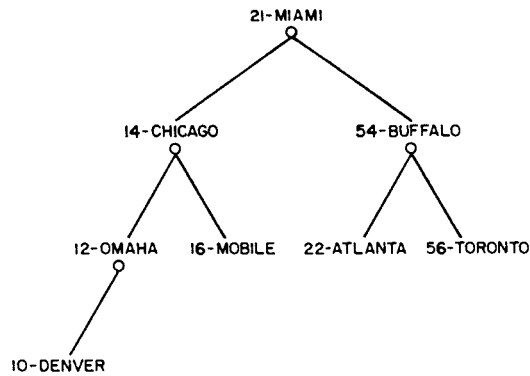 21-MIAMI
14-CHICAGO
54-BUFFALO
12-OMAHA
16-MOBILE
22-ATLANTA
56-TORONTO
10-DENVER